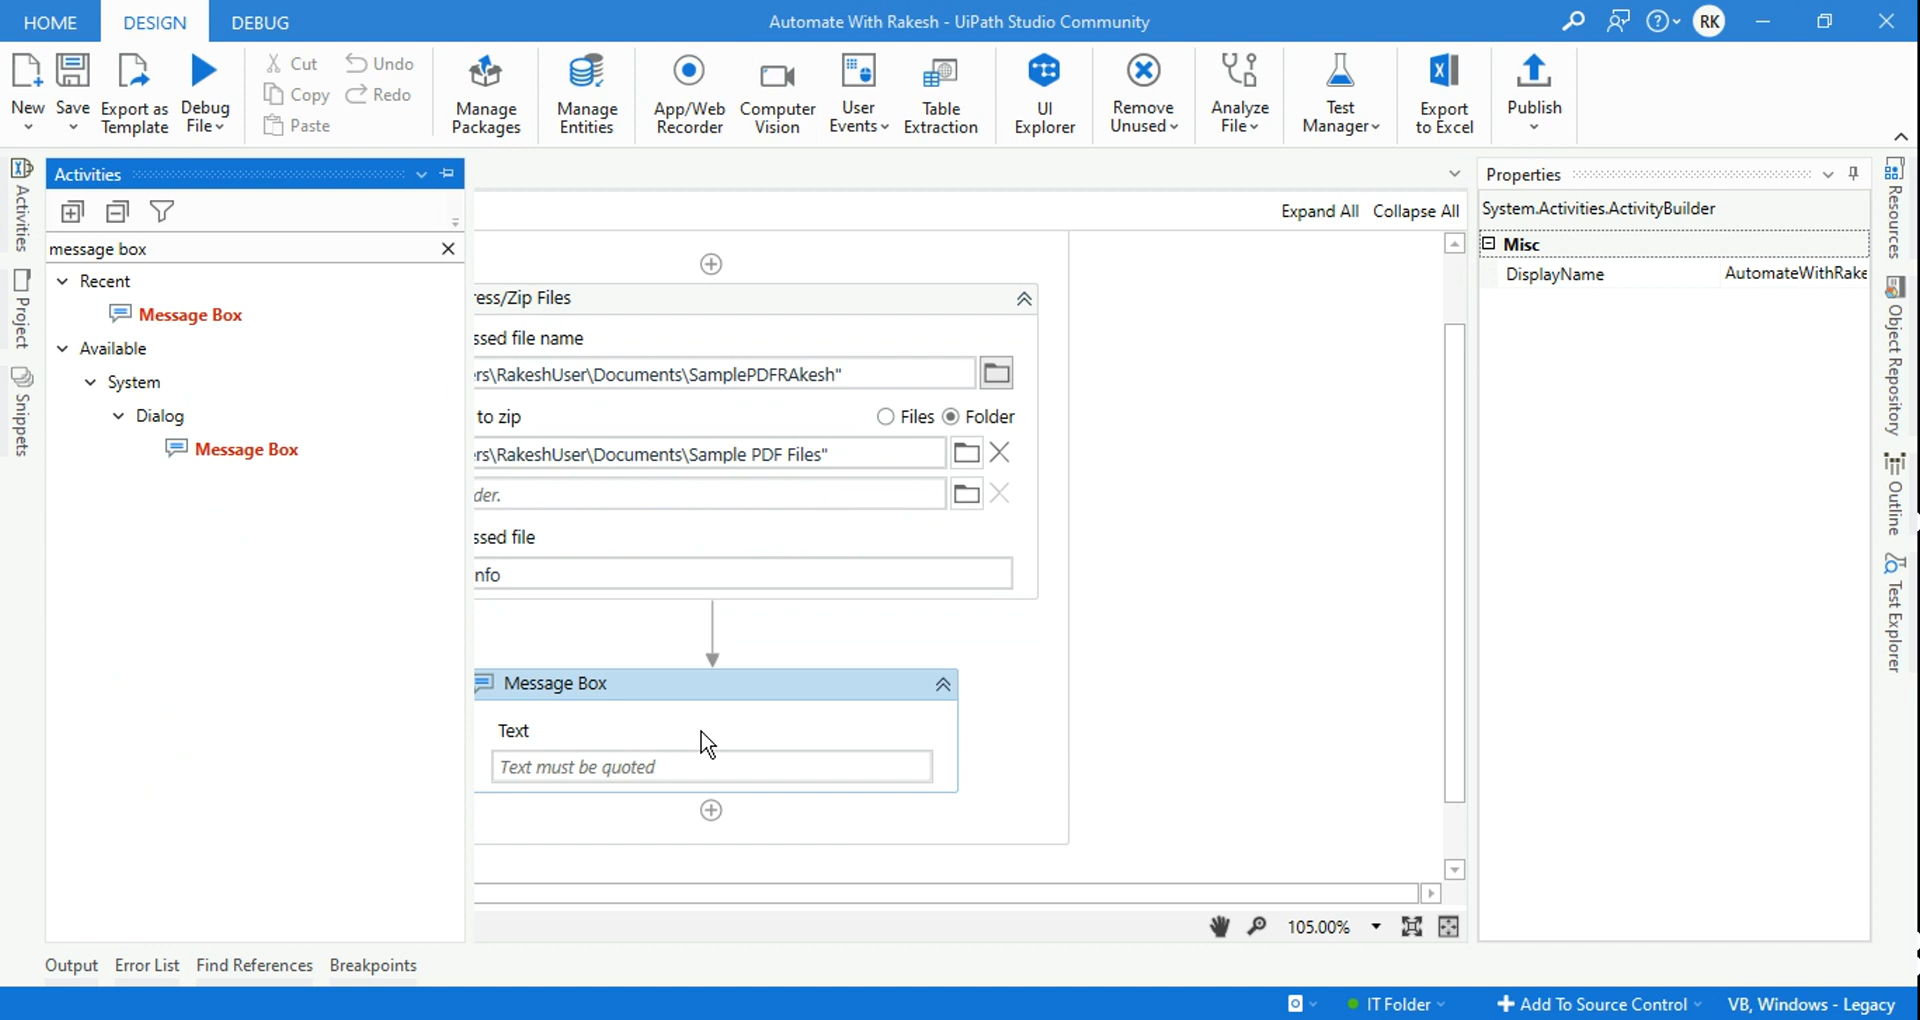 HOME DESIGN DEBUG Automate With Rakesh - UiPath Studio Community RK
New Save Export as Template Debug File Cut Copy Paste Undo Redo Manage Packages Manage Entities App/Web Recorder Computer Vision User Events Table Extraction UI Explorer Remove Unused Analyze File Test Manager Export to Excel Publish
Activities
message box
Recent
Message Box
Available
System
Dialog
Message Box
Activities
Project
Snippets
Expand All Collapse All
ress/Zip Files
ssed file name
rs\RakeshUser\Documents\SamplePDFRAkesh"
to zip Files Folder
rs\RakeshUser\Documents\Sample PDF Files"
der.
ssed file
nfo
Message Box
Text
Text must be quoted
105.00%
Properties
System.Activities.ActivityBuilder
Misc
DisplayName AutomateWithRake
Resources
Object Repository
Outline
Test Explorer
Output Error List Find References Breakpoints
IT Folder Add To Source Control VB, Windows - Legacy